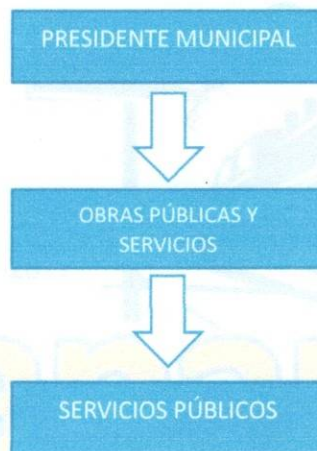 PRESIDENTE MUNICIPAL
OBRAS PÚBLICAS Y
SERVICIOS
SERVICIOS PÚBLICOS